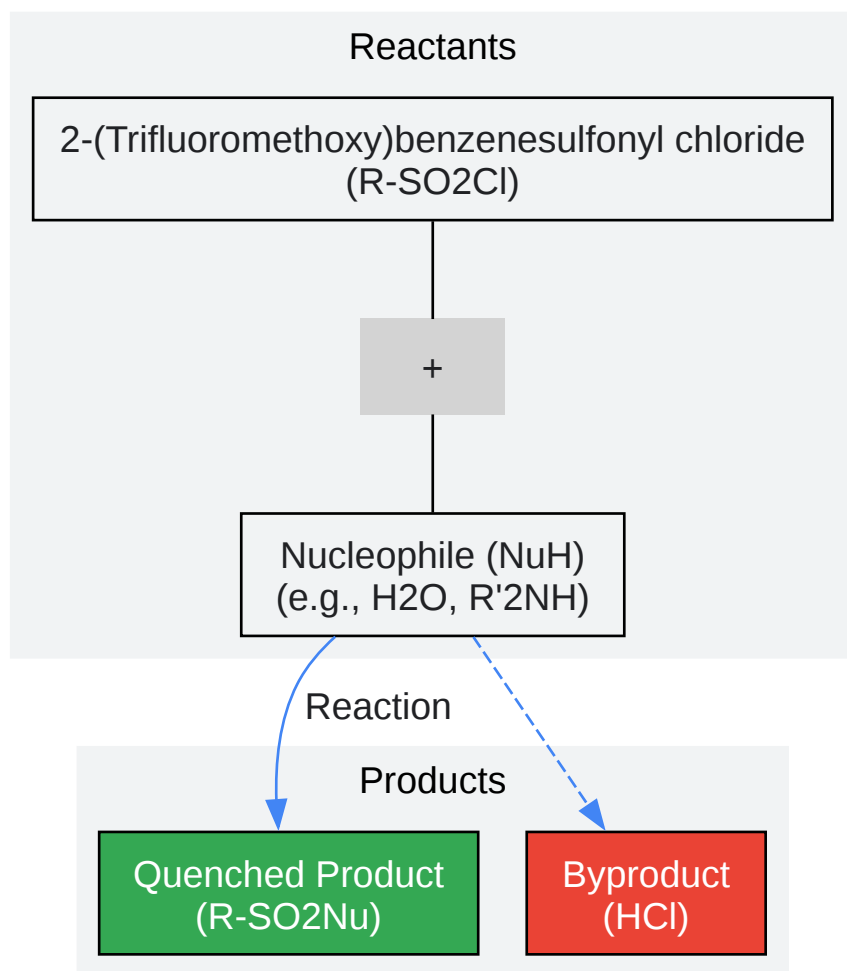 Reactants
2-(Trifluoromethoxy)benzenesulfonyl chloride
(R-SO2Cl)
+
Nucleophile (NuH)
(e.g., H2O, R'2NH)
Reaction
Products
Quenched Product
(R-SO2Nu)
Byproduct
(HCl)